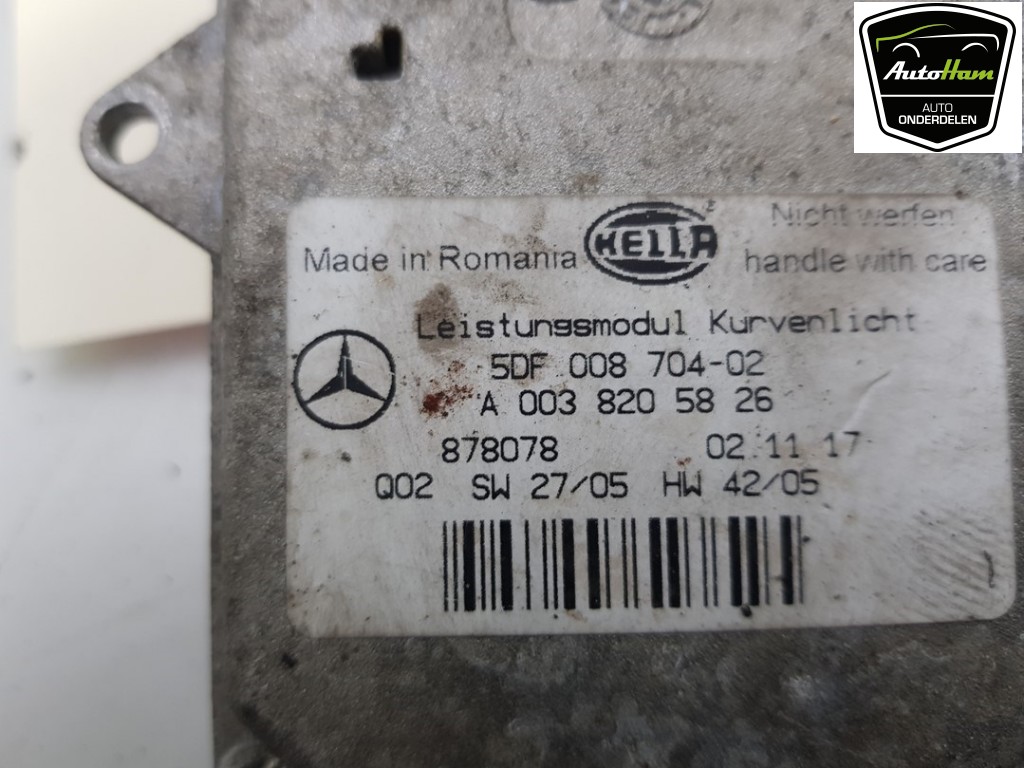 AutoHam
AUTO
ONDERDELEN
Nicht werfen
Made in Romania HELLA handle with care
Leistungsmodul Kurvenlicht
5DF 008 704-02
A 003 820 58 26
878078 02 11 17
Q02 SW 27/05 HW 42/05